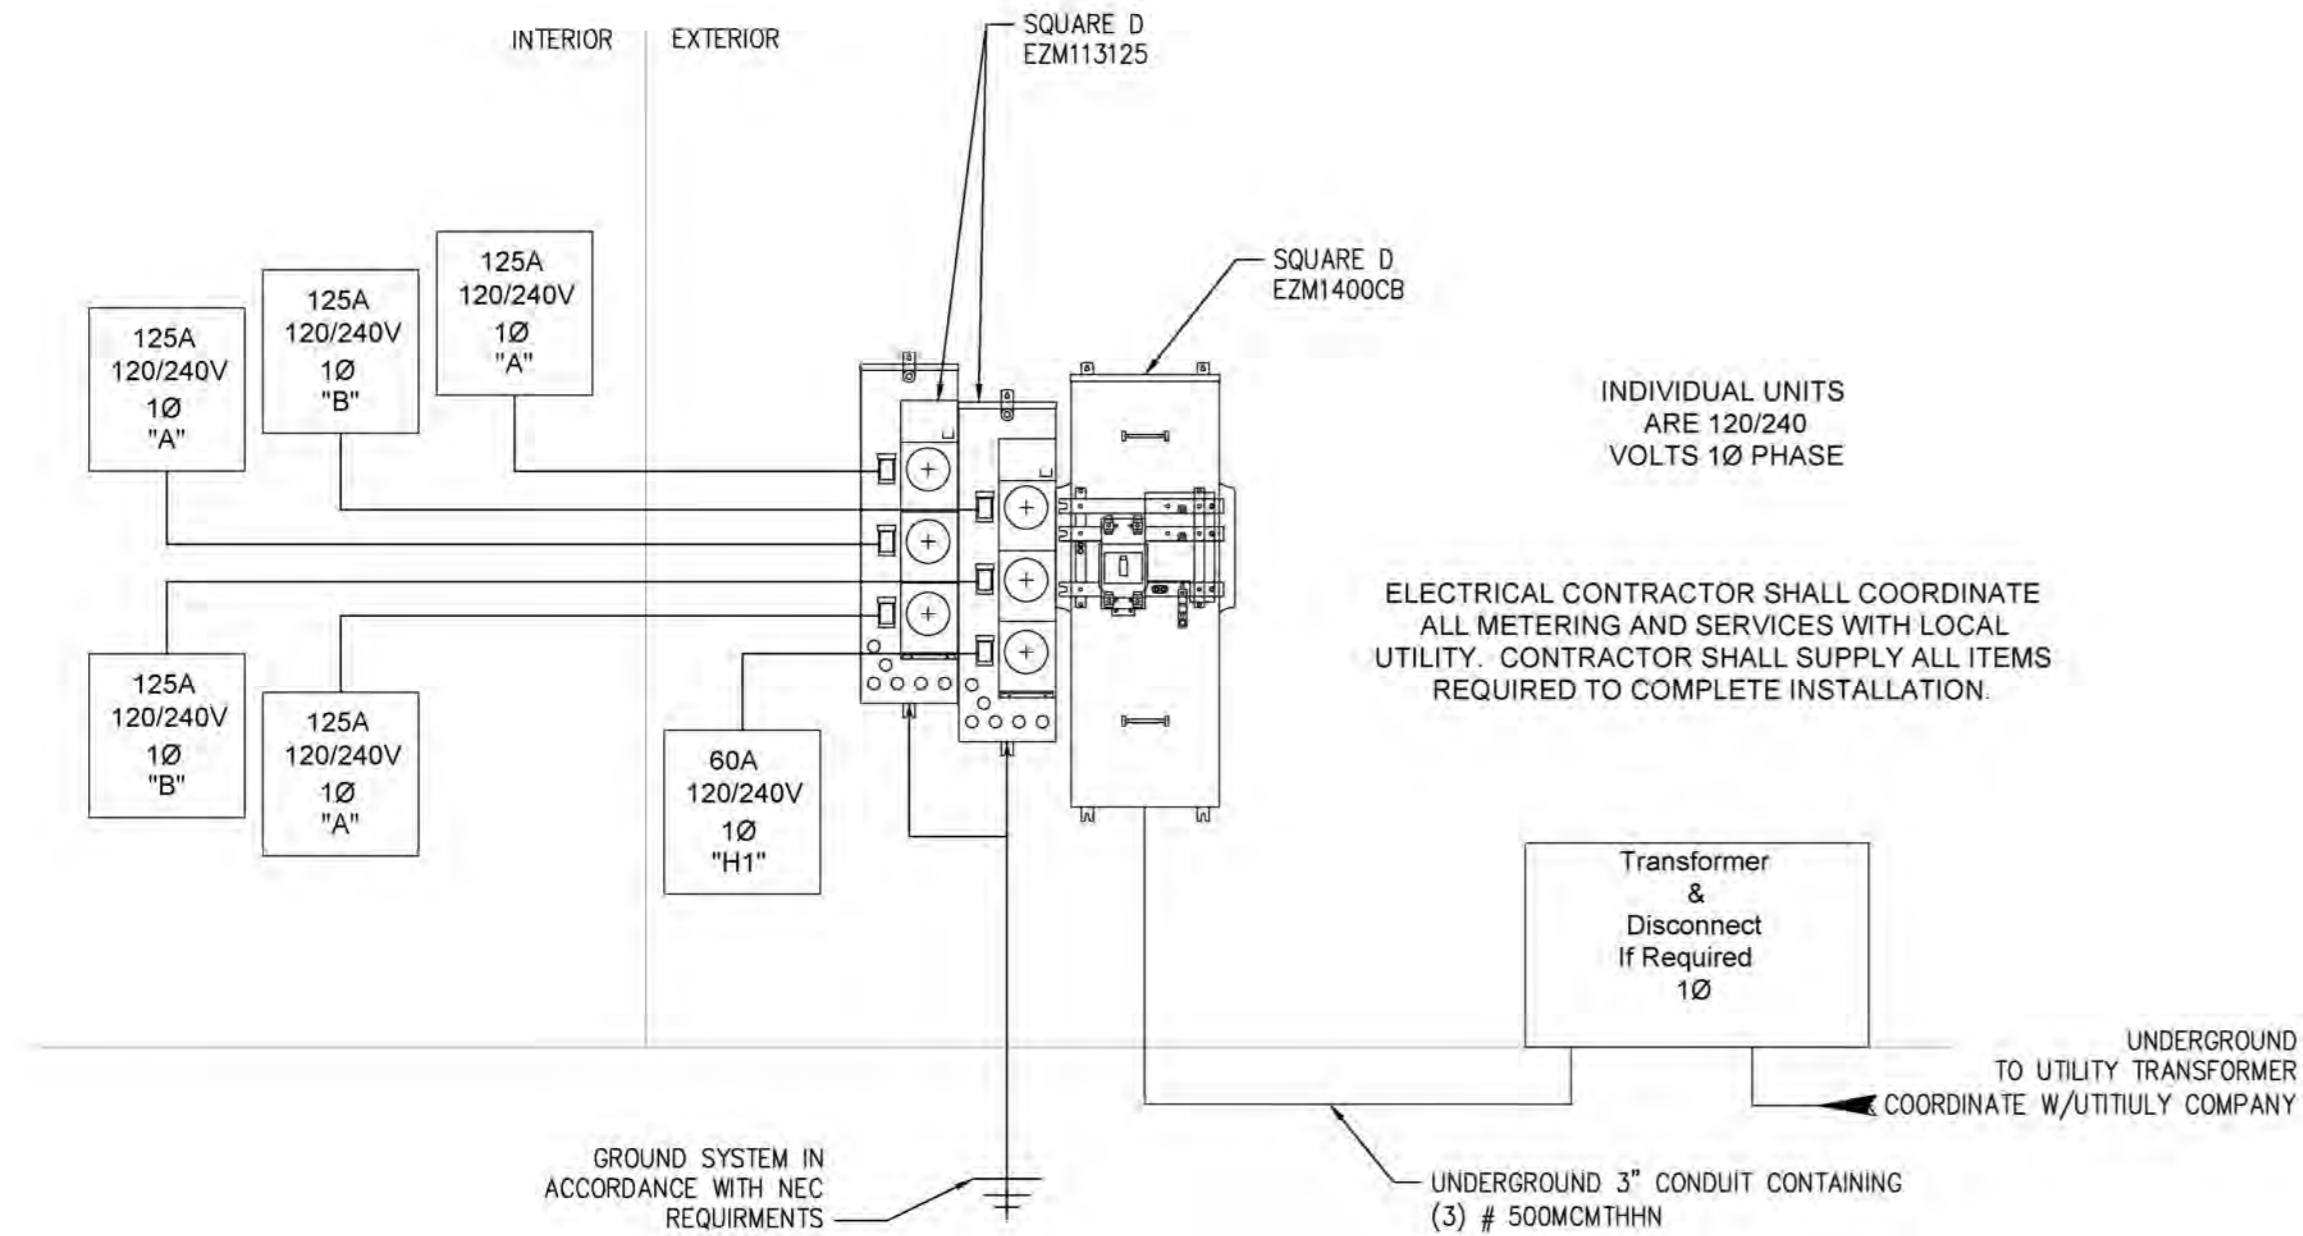 INTERIOR
EXTERIOR
SQUARE D
EZM113125
SQUARE D
EZM1400CB
125A
120/240V
1Ø
"A"
125A
120/240V
1Ø
"B"
125A
120/240V
1Ø
"A"
INDIVIDUAL UNITS
ARE 120/240
VOLTS 1Ø PHASE
ELECTRICAL CONTRACTOR SHALL COORDINATE
ALL METERING AND SERVICES WITH LOCAL
UTILITY. CONTRACTOR SHALL SUPPLY ALL ITEMS
REQUIRED TO COMPLETE INSTALLATION.
125A
120/240V
1Ø
"B"
125A
120/240V
1Ø
"A"
60A
120/240V
1Ø
"H1"
Transformer
&
Disconnect
If Required
1Ø
UNDERGROUND
TO UTILITY TRANSFORMER
COORDINATE W/UTITIULY COMPANY
GROUND SYSTEM IN
ACCORDANCE WITH NEC
REQUIRMENTS
UNDERGROUND 3" CONDUIT CONTAINING
(3) # 500MCMTHHN